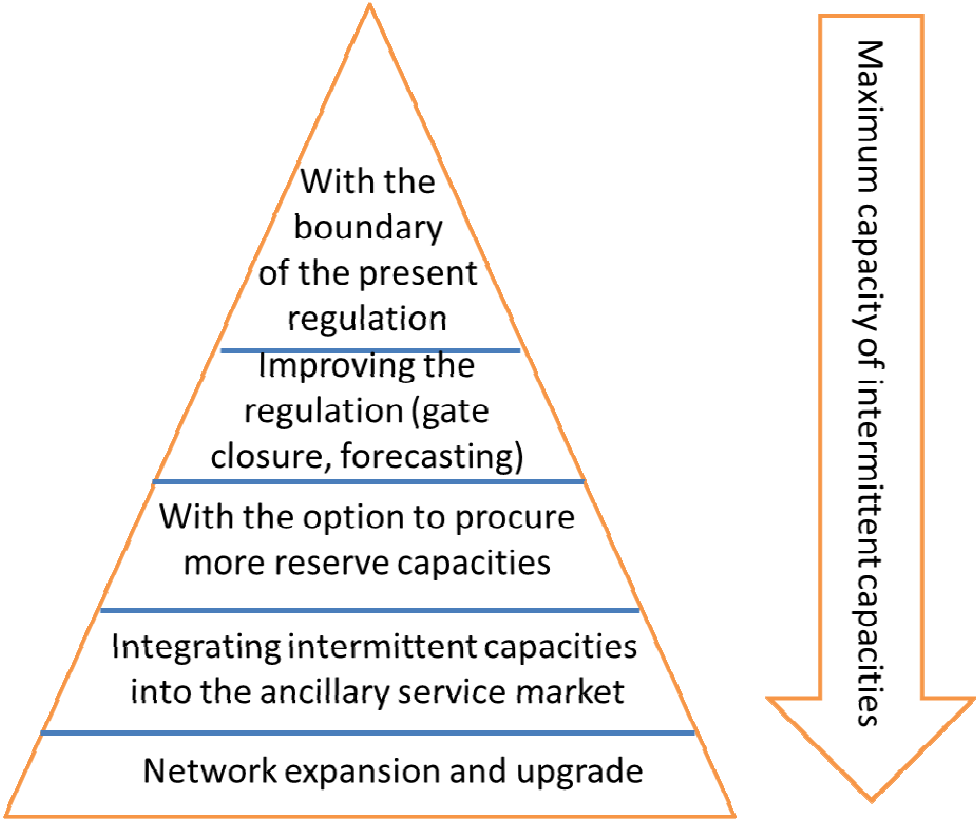 With the
boundary
of the present
regulation
Improving the
regulation (gate
closure, forecasting)
With the option to procure
more reserve capacities
Integrating intermittent capacities
into the ancillary service market
Network expansion and upgrade
Maximum capacity of intermittent capacities